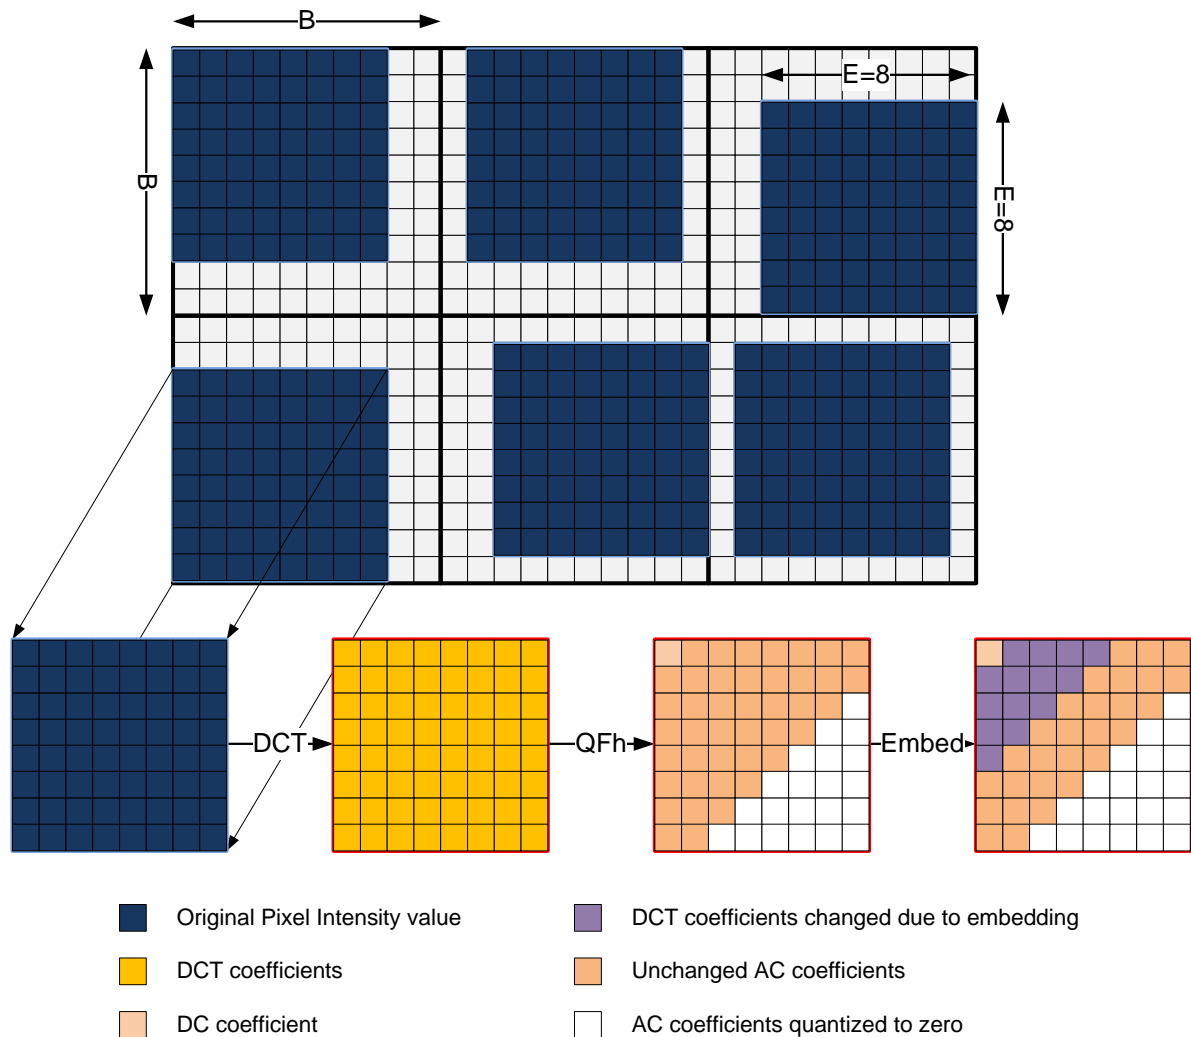 B
B
E=8
E=8
DCT
QFh
Embed
Original Pixel Intensity value
DCT coefficients changed due to embedding
DCT coefficients
Unchanged AC coefficients
DC coefficient
AC coefficients quantized to zero